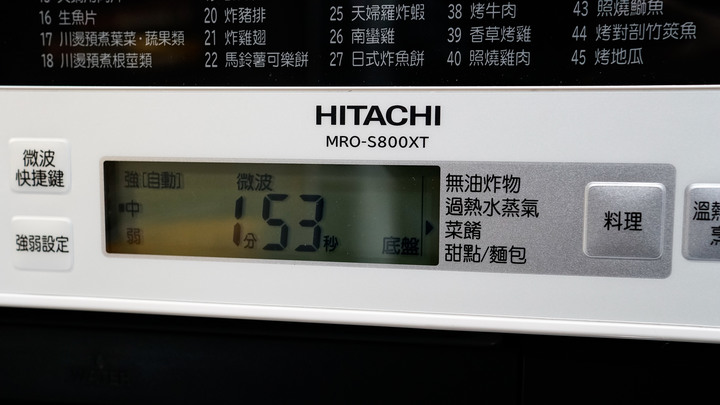 16 生魚片
17 川燙預煮葉菜·蔬果類
18 川燙預煮根莖類
20 炸豬排
21 炸雞翅
22 馬鈴薯可樂餅
25 天婦羅炸蝦
26 南蠻雞
27 日式炸魚餅
38 烤牛肉
39 香草烤雞
40 照燒雞肉
43 照燒鰤魚
44 烤對剖竹筴魚
45 烤地瓜
HITACHI
MRO-S800XT
微波
快捷鍵
強弱設定
強[自動] 微波
中
弱
1分53秒
底盤
無油炸物
過熱水蒸氣
菜餚
甜點/麵包
料理
溫熱